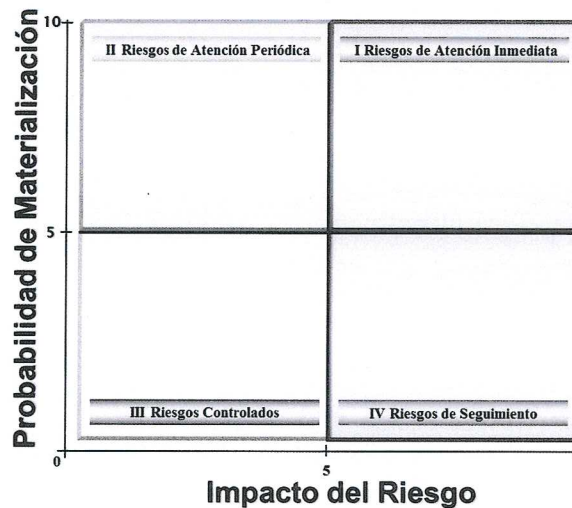 Probabilidad de Materialización
10
II Riesgos de Atención Periódica
I Riesgos de Atención Inmediata
5
III Riesgos Controlados
IV Riesgos de Seguimiento
0
5
Impacto del Riesgo